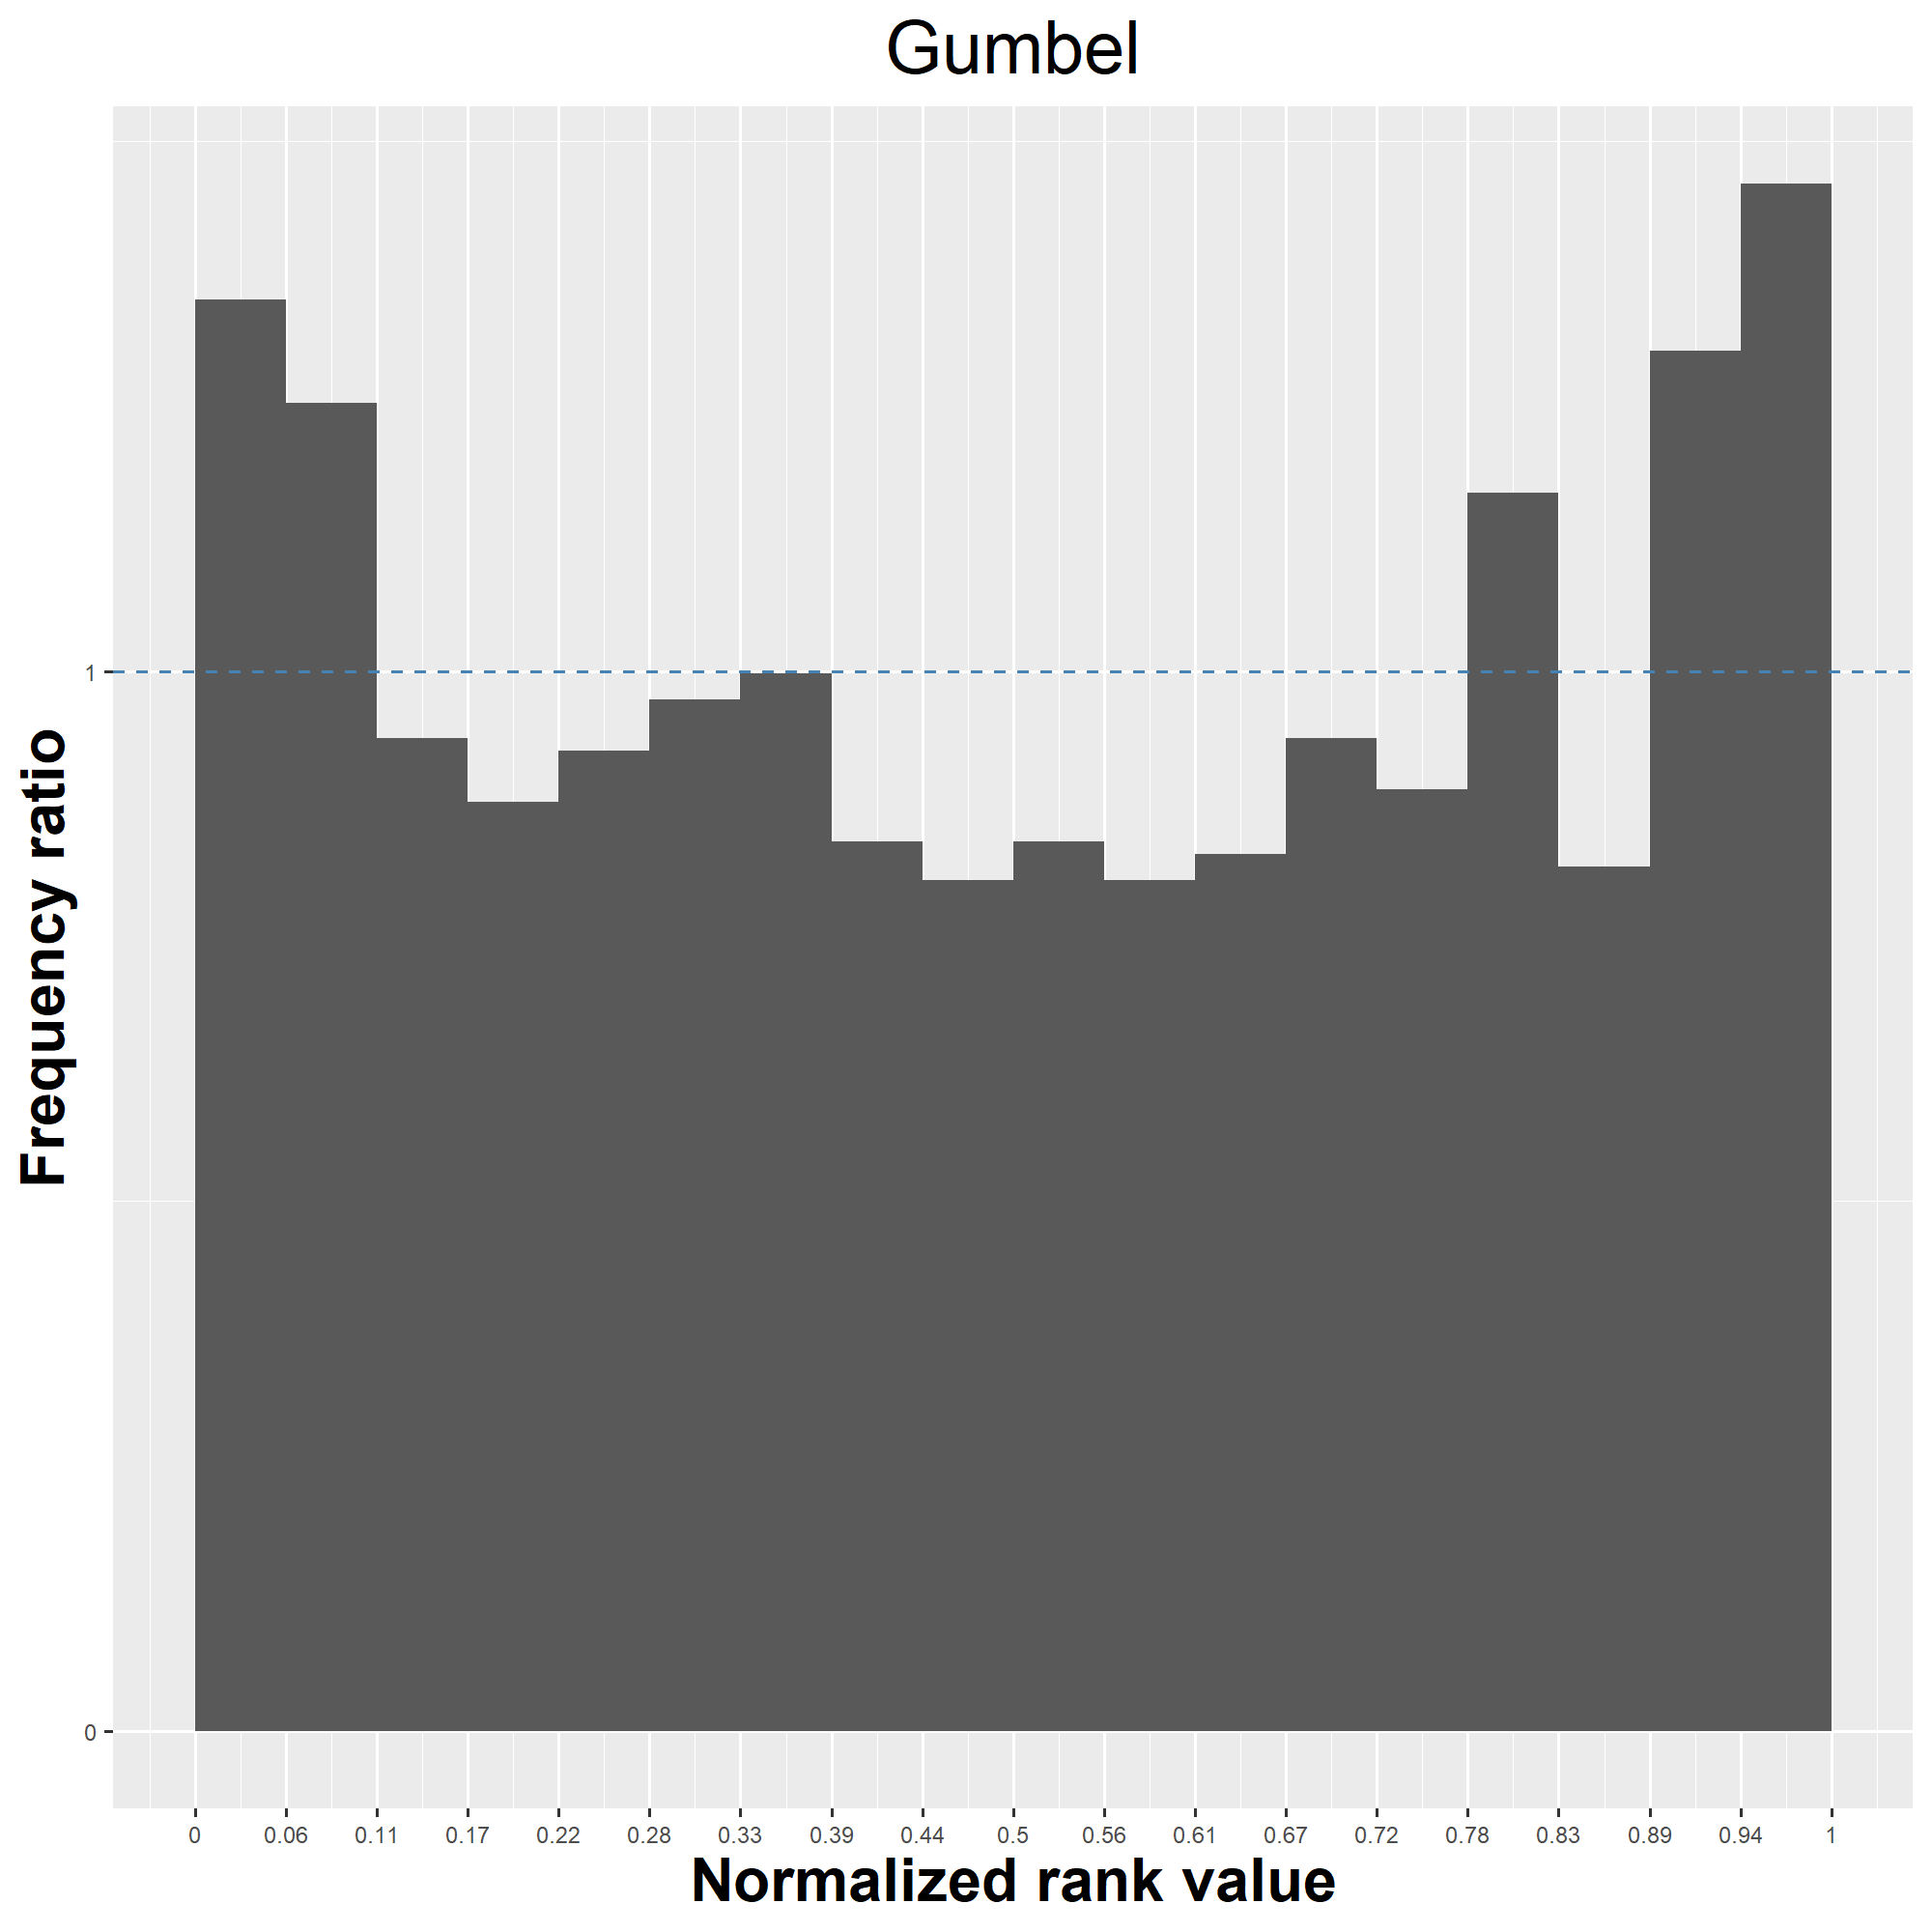 Gumbel
Frequency ratio
1
0
0 0.06 0.11 0.17 0.22 0.28 0.33 0.39 0.44 0.5 0.56 0.61 0.67 0.72 0.78 0.83 0.89 0.94 1
Normalized rank value